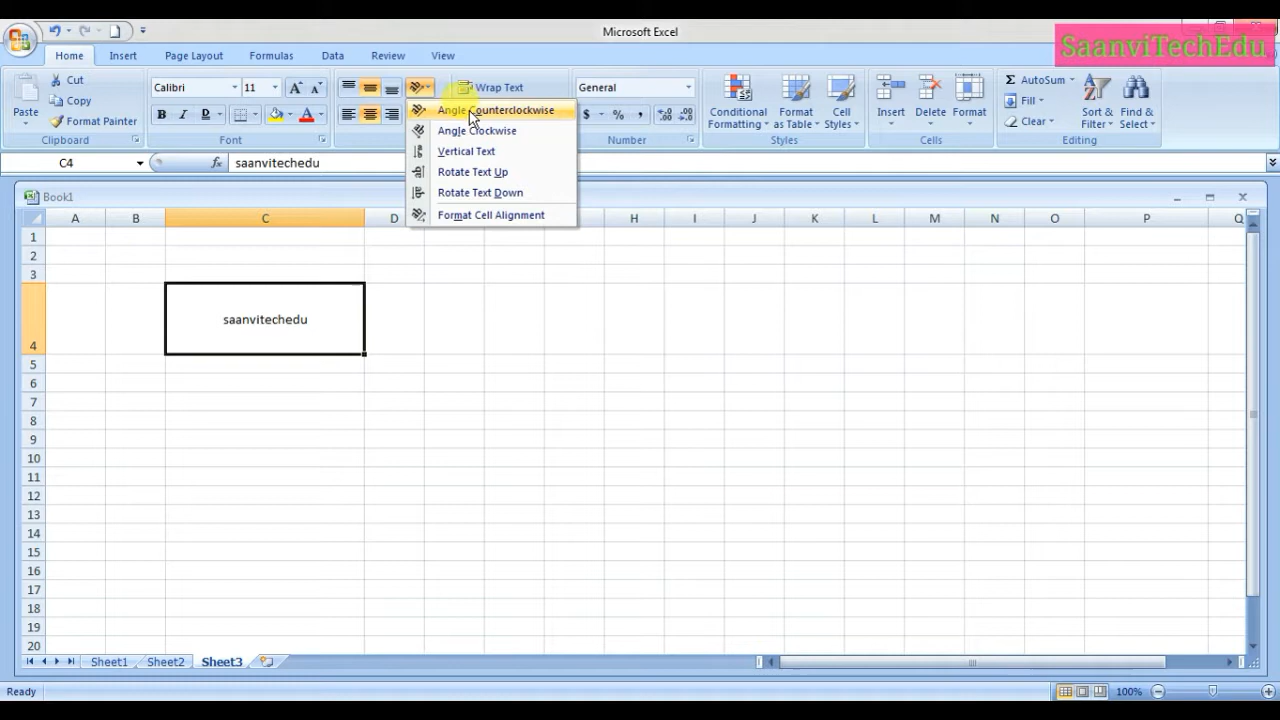 Microsoft Excel
SaanviTechEdu
Home Insert Page Layout Formulas Data Review View
Paste
Cut
Copy
Format Painter
Clipboard
Calibri 11 A A
B I D A
Font
Wrap Text
General
$ % ,
Number
Conditional Formatting
Format as Table
Cell Styles
Styles
Insert
Delete
Format
Cells
AutoSum
Fill
Clear
Sort & Filter
Find & Select
Editing
Angle Counterclockwise
Angle Clockwise
Vertical Text
Rotate Text Up
Rotate Text Down
Format Cell Alignment
C4 fx saanvitechedu
Book1
A B C D H I J K L M N O P Q
1
2
3
4 saanvitechedu
5
6
7
8
9
10
11
12
13
14
15
16
17
18
19
20
Sheet1 Sheet2 Sheet3
Ready 100%